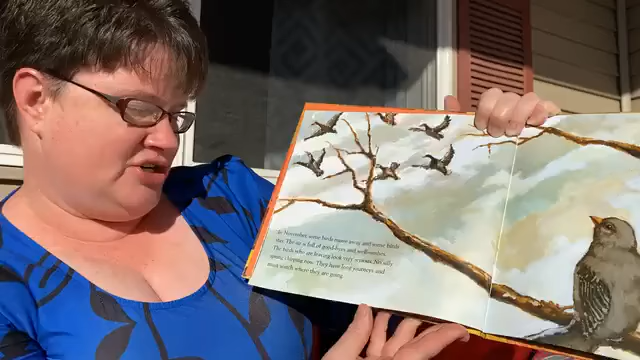 In November, some birds move away and some birds
stay. The air is full of good-byes and well-wishes.
The birds who are leaving look very serious. No silly
spring chirping now. They have long journeys and
must watch where they are going.